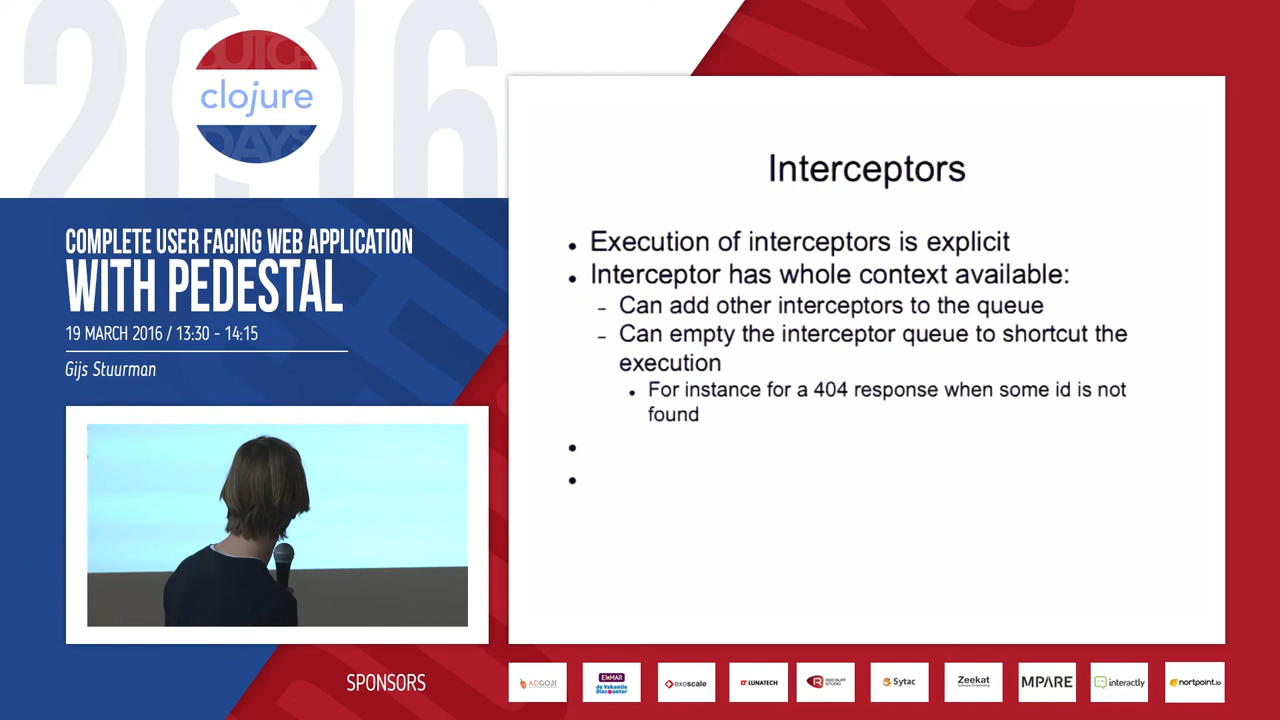 2016
DUTCH
clojure
DAYS
COMPLETE USER FACING WEB APPLICATION
WITH PEDESTAL
19 MARCH 2016 / 13:30 - 14:15
Gijs Stuurman
Interceptors
• Execution of interceptors is explicit
• Interceptor has whole context available:
– Can add other interceptors to the queue
– Can empty the interceptor queue to shortcut the
execution
• For instance for a 404 response when some id is not
found
•
•
SPONSORS
ADGOJI
ElMAR
de Vakantie
Discounter
exoscale
LUNATECH
Sytac
Zeekat
MPARE
interactly
nortpoint.io